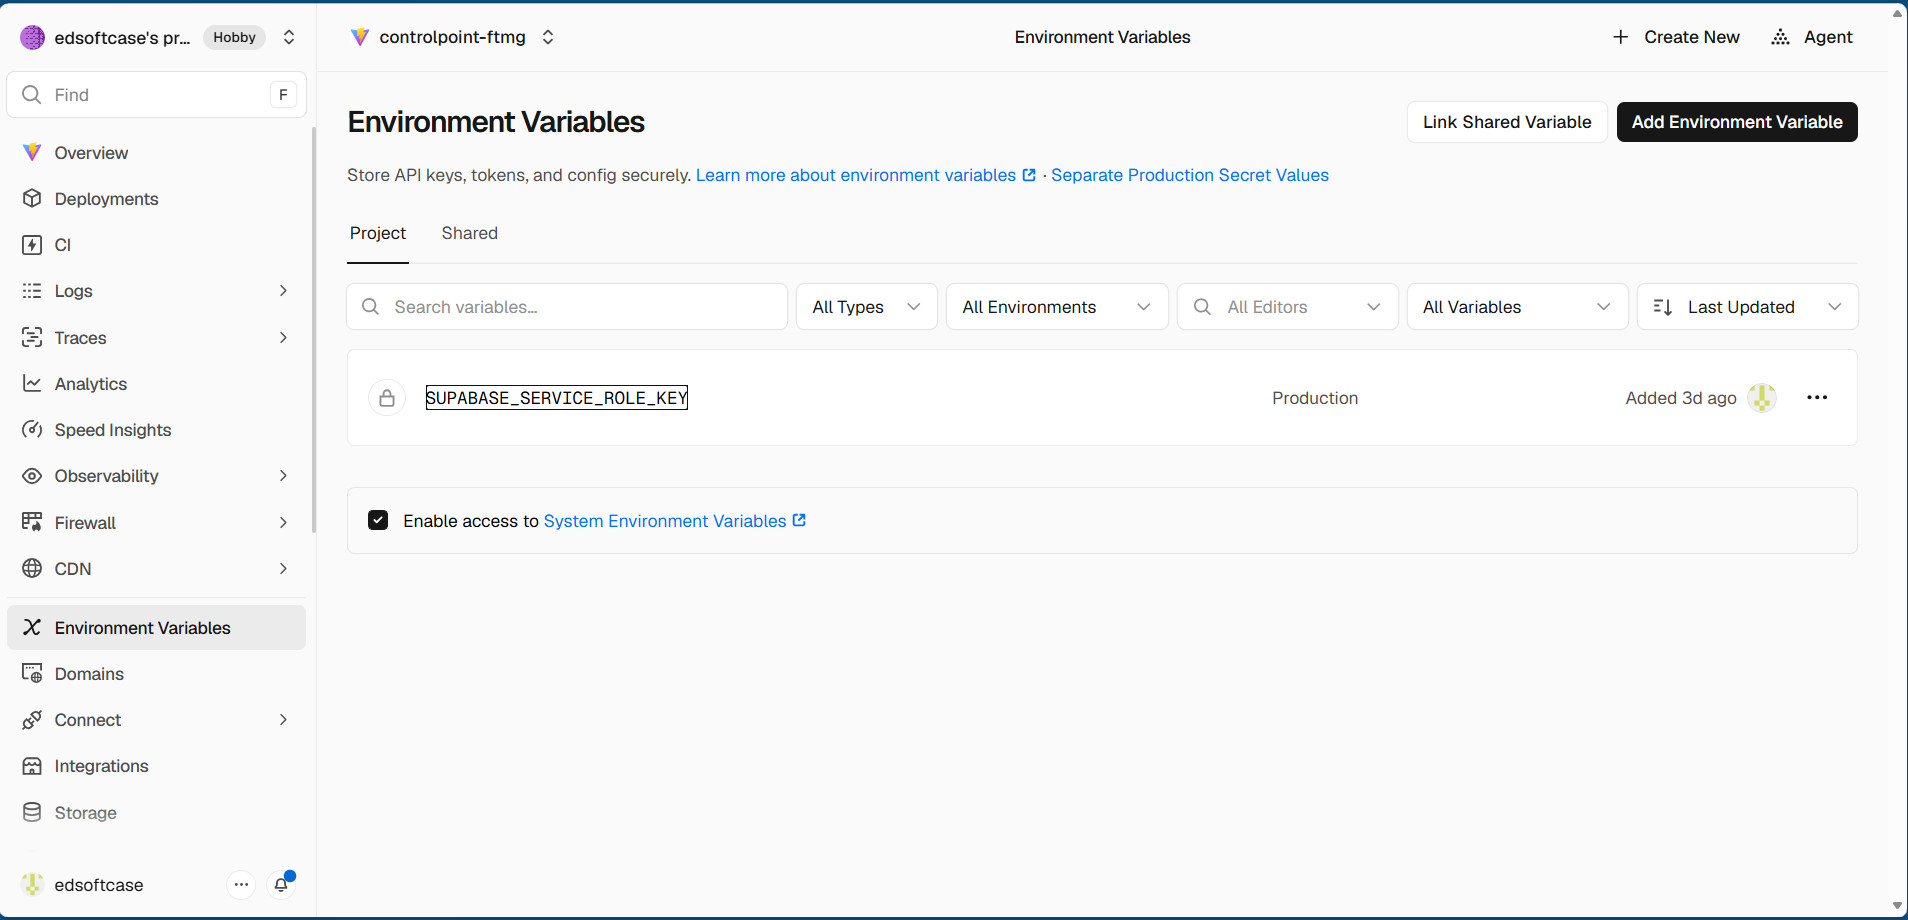 edsoftcase's pr... Hobby
Find F
Overview
Deployments
CI
Logs
Traces
Analytics
Speed Insights
Observability
Firewall
CDN
Environment Variables
Domains
Connect
Integrations
Storage
edsoftcase
controlpoint-ftmg
Environment Variables
Create New
Agent
Environment Variables
Link Shared Variable
Add Environment Variable
Store API keys, tokens, and config securely. Learn more about environment variables · Separate Production Secret Values
Project Shared
Search variables... All Types All Environments All Editors All Variables Last Updated
SUPABASE_SERVICE_ROLE_KEY Production Added 3d ago
Enable access to System Environment Variables